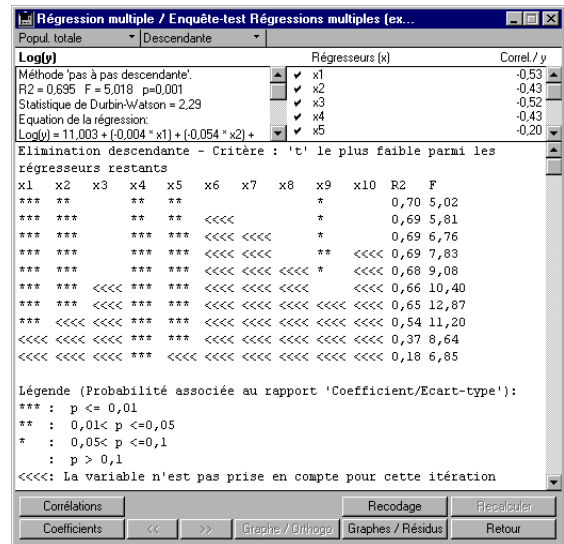 Régression multiple / Enquête-test Régressions multiples (ex...
Popul. totale Descendante
Log(y) Régresseurs (x) Correl./ y
Méthode 'pas à pas descendante'.
R2 = 0,695 F = 5,018 p=0,001
Statistique de Durbin-Watson = 2,29
Equation de la régression:
Log(y) = 11,003 + (-0,004 * x1) + (-0,054 * x2) +
x1 -0,53
x2 -0,43
x3 -0,52
x4 -0,43
x5 -0,20
Elimination descendante - Critère : 't' le plus faible parmi les
régresseurs restants
x1 x2 x3 x4 x5 x6 x7 x8 x9 x10 R2 F
*** ** ** ** * 0,70 5,02
*** *** ** ** <<<< * 0,69 5,81
*** *** *** *** <<<< <<<< * 0,69 6,76
*** *** *** *** <<<< <<<< ** <<<< 0,69 7,83
*** *** *** *** <<<< <<<< <<<< * <<<< 0,68 9,08
*** *** <<<< *** *** <<<< <<<< <<<< <<<< 0,66 10,40
*** *** <<<< *** *** <<<< <<<< <<<< <<<< <<<< 0,65 12,87
*** <<<< <<<< *** *** <<<< <<<< <<<< <<<< <<<< 0,54 11,20
<<<< <<<< <<<< *** *** <<<< <<<< <<<< <<<< <<<< 0,37 8,64
<<<< <<<< <<<< *** <<<< <<<< <<<< <<<< <<<< <<<< 0,18 6,85
Légende (Probabilité associée au rapport 'Coefficient/Ecart-type'):
*** : p <= 0,01
** : 0,01< p <=0,05
* : 0,05< p <=0,1
: p > 0,1
<<<<: La variable n'est pas prise en compte pour cette itération
Corrélations Recodage Recalculer
Coefficients << >> Graphe / Orthogo Graphes / Résidus Retour